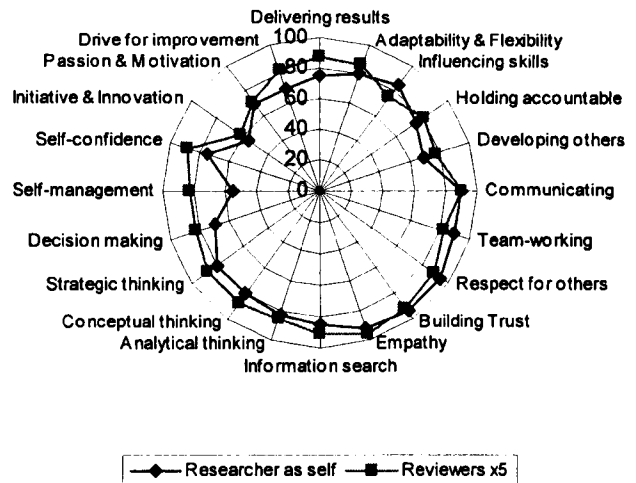 Delivering results
100
Drive for improvement
Adaptability & Flexibility
Passion & Motivation
80
Influencing skills
60
Initiative & Innovation
Holding accountable
40
Self-confidence
Developing others
20
Self-management
0
Communicating
Decision making
Team-working
Strategic thinking
Respect for others
Conceptual thinking
Building Trust
Analytical thinking
Empathy
Information search
Researcher as self
Reviewers x5